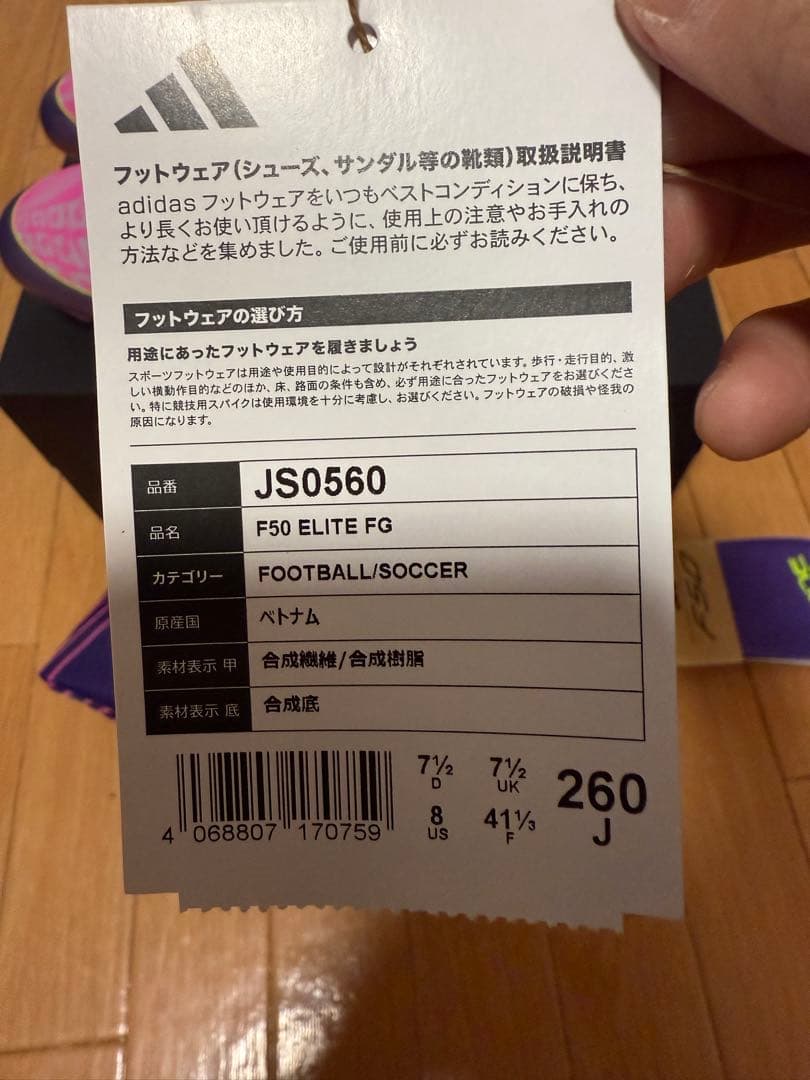 フットウェア(シューズ、サンダル等の靴類)取扱説明書
adidas フットウェアをいつもベストコンディションに保ち、
より長くお使い頂けるように、使用上の注意やお手入れの
方法などを集めました。ご使用前に必ずお読みください。
フットウェアの選び方
用途にあったフットウェアを履きましょう
スポーツフットウェアは用途や使用目的によって設計がそれぞれされています。歩行・走行目的、激
しい横動作目的などのほか、床、路面の条件も含め、必ず用途に合ったフットウェアをお選びくださ
い。特に競技用スパイクは使用環境を十分に考慮し、お選びください。フットウェアの破損や怪我の
原因になります。
品番 JS0560
品名 F50 ELITE FG
カテゴリー FOOTBALL/SOCCER
原産国 ベトナム
素材表示 甲 合成繊維/合成樹脂
素材表示 底 合成底
7½ D 7½ UK 260 J
8 US 41⅓ F
4 068807 170759
F50